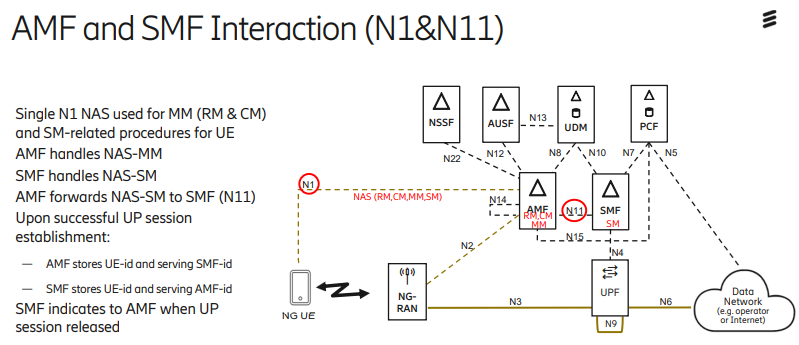 AMF and SMF Interaction (N1&N11)
Single N1 NAS used for MM (RM & CM)
and SM-related procedures for UE
AMF handles NAS-MM
SMF handles NAS-SM
AMF forwards NAS-SM to SMF (N11)
Upon successful UP session
establishment:
— AMF stores UE-id and serving SMF-id
— SMF stores UE-id and serving AMF-id
SMF indicates to AMF when UP
session released
NSSF
AUSF
N13
UDM
PCF
N22
N12
N8
N10
N7
N5
N1
NAS (RM,CM,MM,SM)
N14
AMF
RM,CM
MM
N11
SMF
SM
N15
N2
N4
NG UE
NG-
RAN
N3
UPF
N9
N6
Data
Network
(e.g. operator
or Internet)